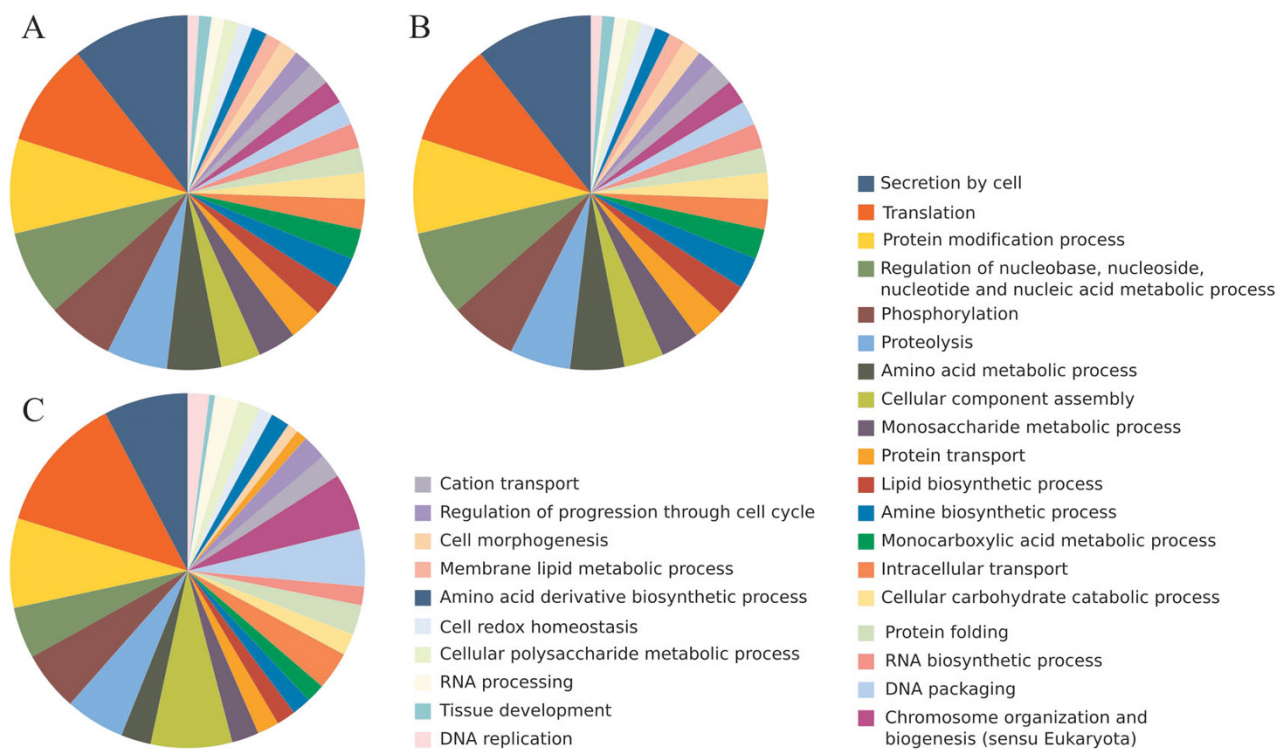 A
B
C
Secretion by cell
Translation
Protein modification process
Regulation of nucleobase, nucleoside,
nucleotide and nucleic acid metabolic process
Phosphorylation
Proteolysis
Amino acid metabolic process
Cellular component assembly
Monosaccharide metabolic process
Protein transport
Lipid biosynthetic process
Amine biosynthetic process
Monocarboxylic acid metabolic process
Intracellular transport
Cellular carbohydrate catabolic process
Protein folding
RNA biosynthetic process
DNA packaging
Chromosome organization and
biogenesis (sensu Eukaryota)
Cation transport
Regulation of progression through cell cycle
Cell morphogenesis
Membrane lipid metabolic process
Amino acid derivative biosynthetic process
Cell redox homeostasis
Cellular polysaccharide metabolic process
RNA processing
Tissue development
DNA replication